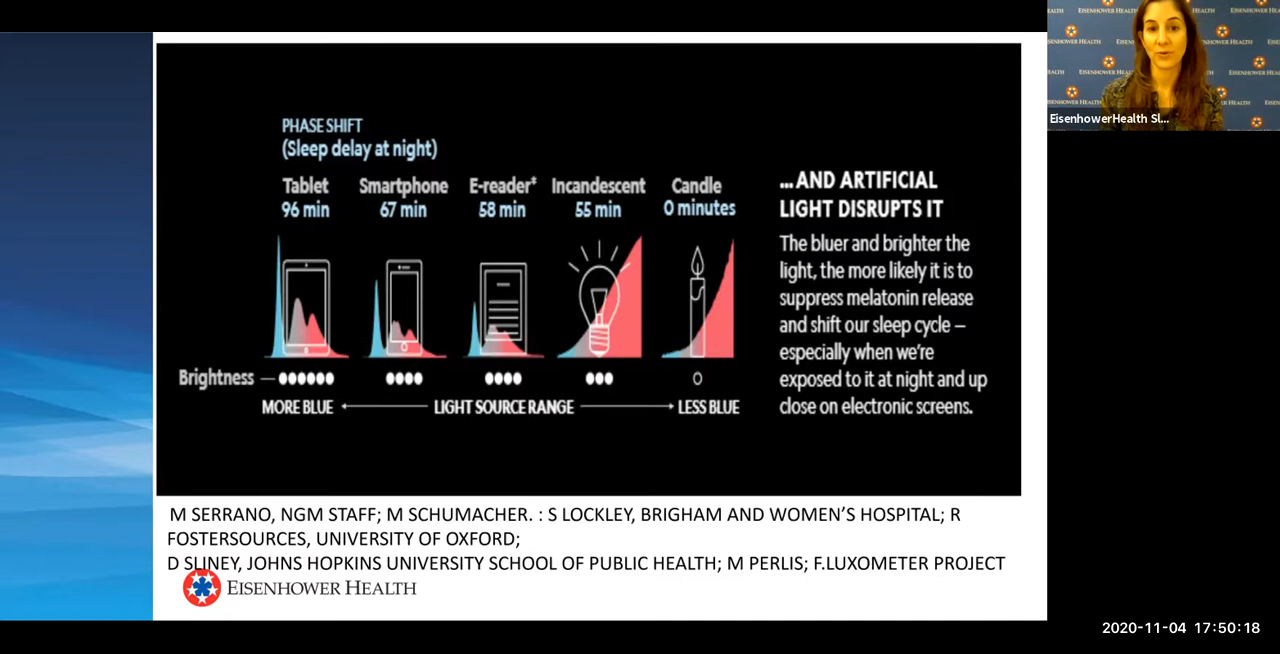 PHASE SHIFT
(Sleep delay at night)
Tablet Smartphone E-reader* Incandescent Candle
96 min 67 min 58 min 55 min 0 minutes
Brightness
MORE BLUE LIGHT SOURCE RANGE LESS BLUE
...AND ARTIFICIAL
LIGHT DISRUPTS IT
The bluer and brighter the
light, the more likely it is to
suppress melatonin release
and shift our sleep cycle –
especially when we're
exposed to it at night and up
close on electronic screens.
M SERRANO, NGM STAFF; M SCHUMACHER. : S LOCKLEY, BRIGHAM AND WOMEN'S HOSPITAL; R
FOSTERSOURCES, UNIVERSITY OF OXFORD;
D SLINEY, JOHNS HOPKINS UNIVERSITY SCHOOL OF PUBLIC HEALTH; M PERLIS; F.LUXOMETER PROJECT
EISENHOWER HEALTH
EISENHOWER HEALTH
EisenhowerHealth Sl...
2020-11-04 17:50:18